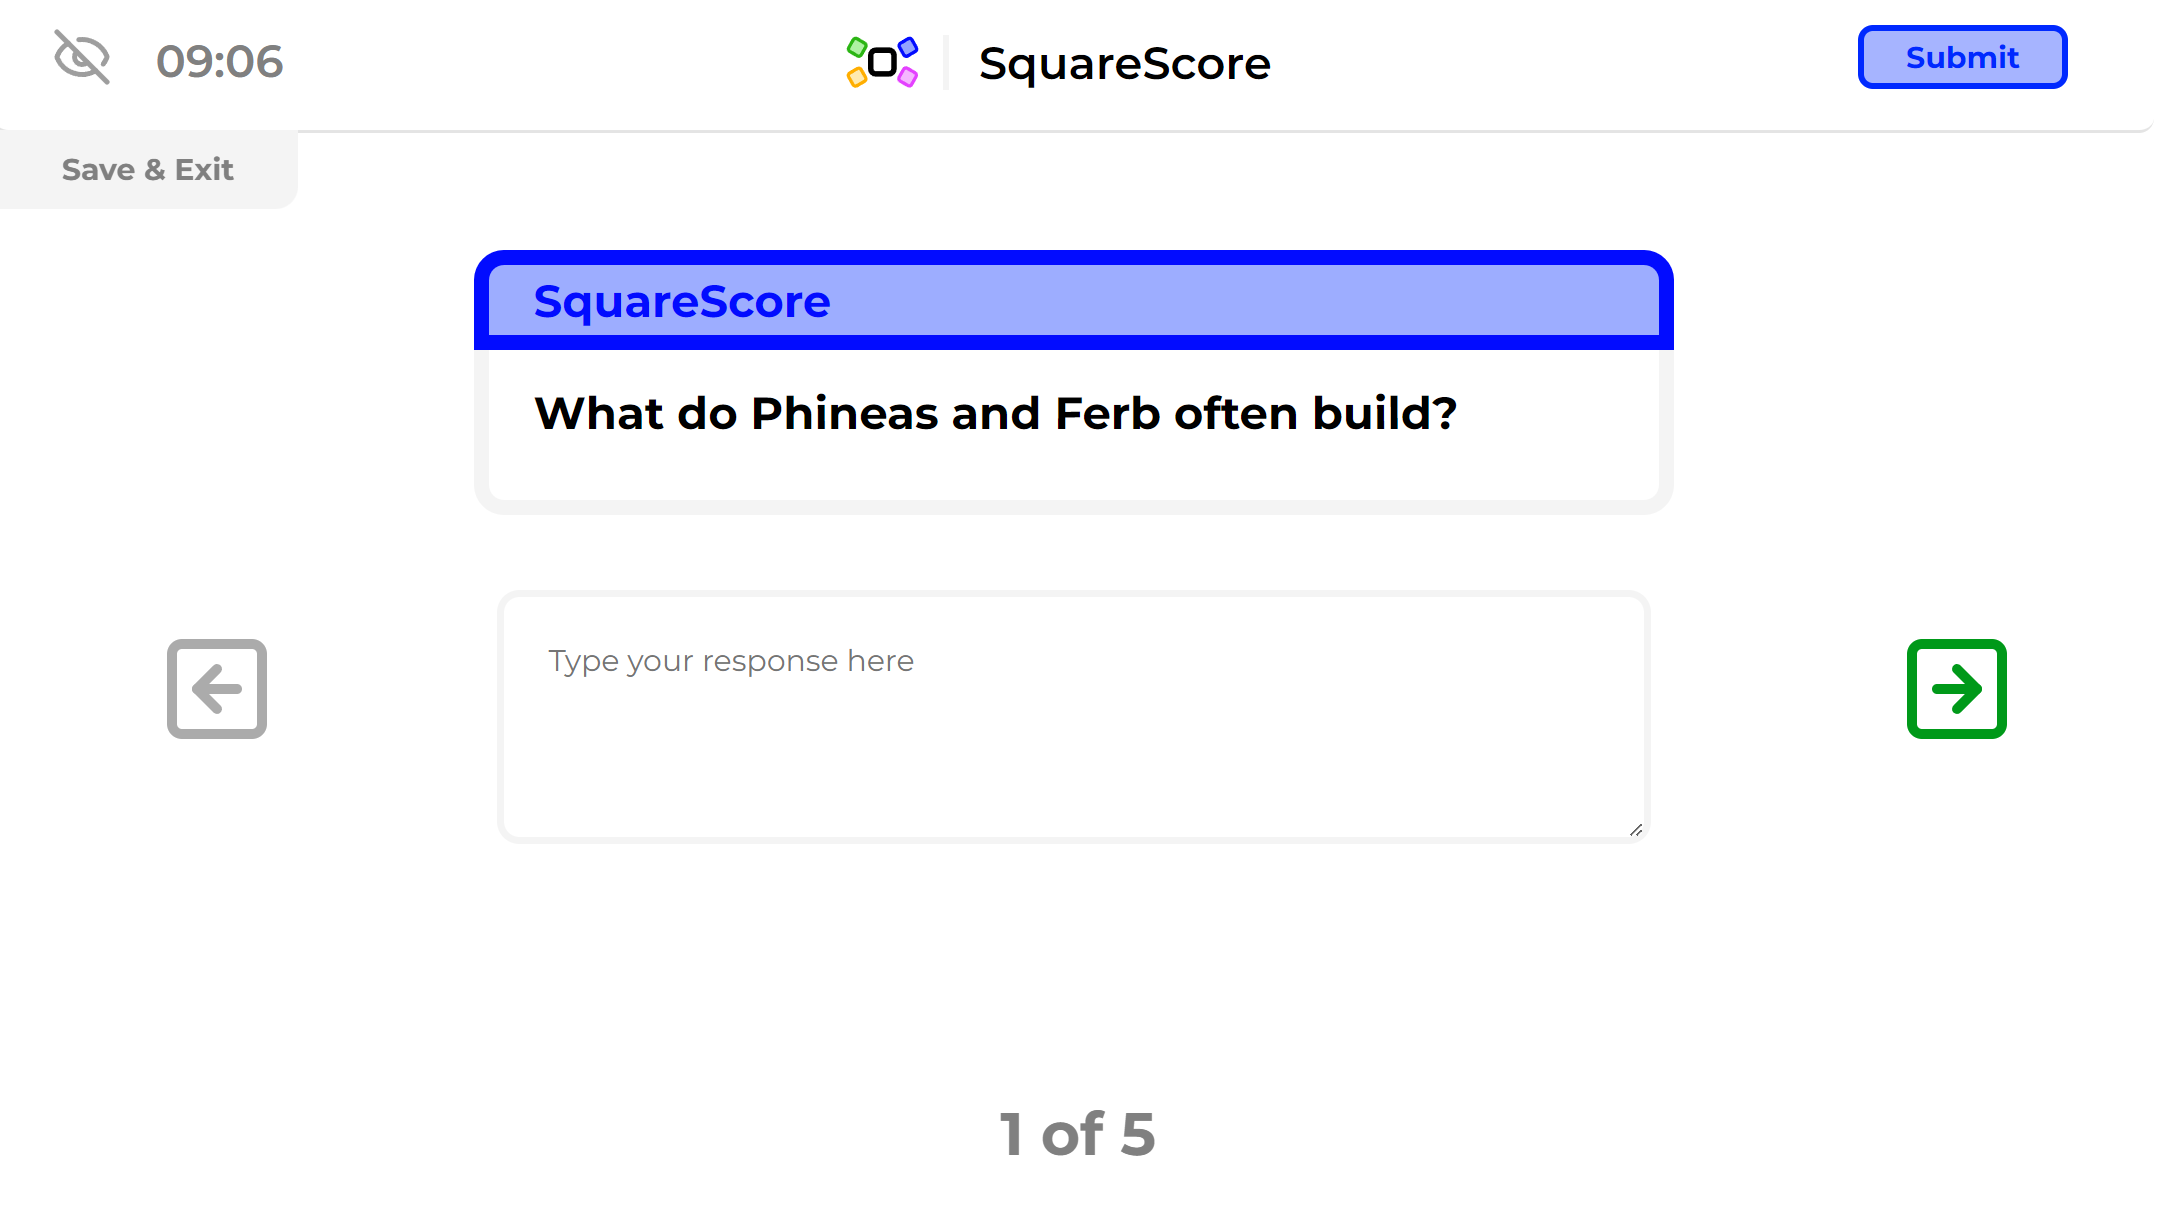 09:06
SquareScore
Submit
Save & Exit
SquareScore
What do Phineas and Ferb often build?
Type your response here
1 of 5